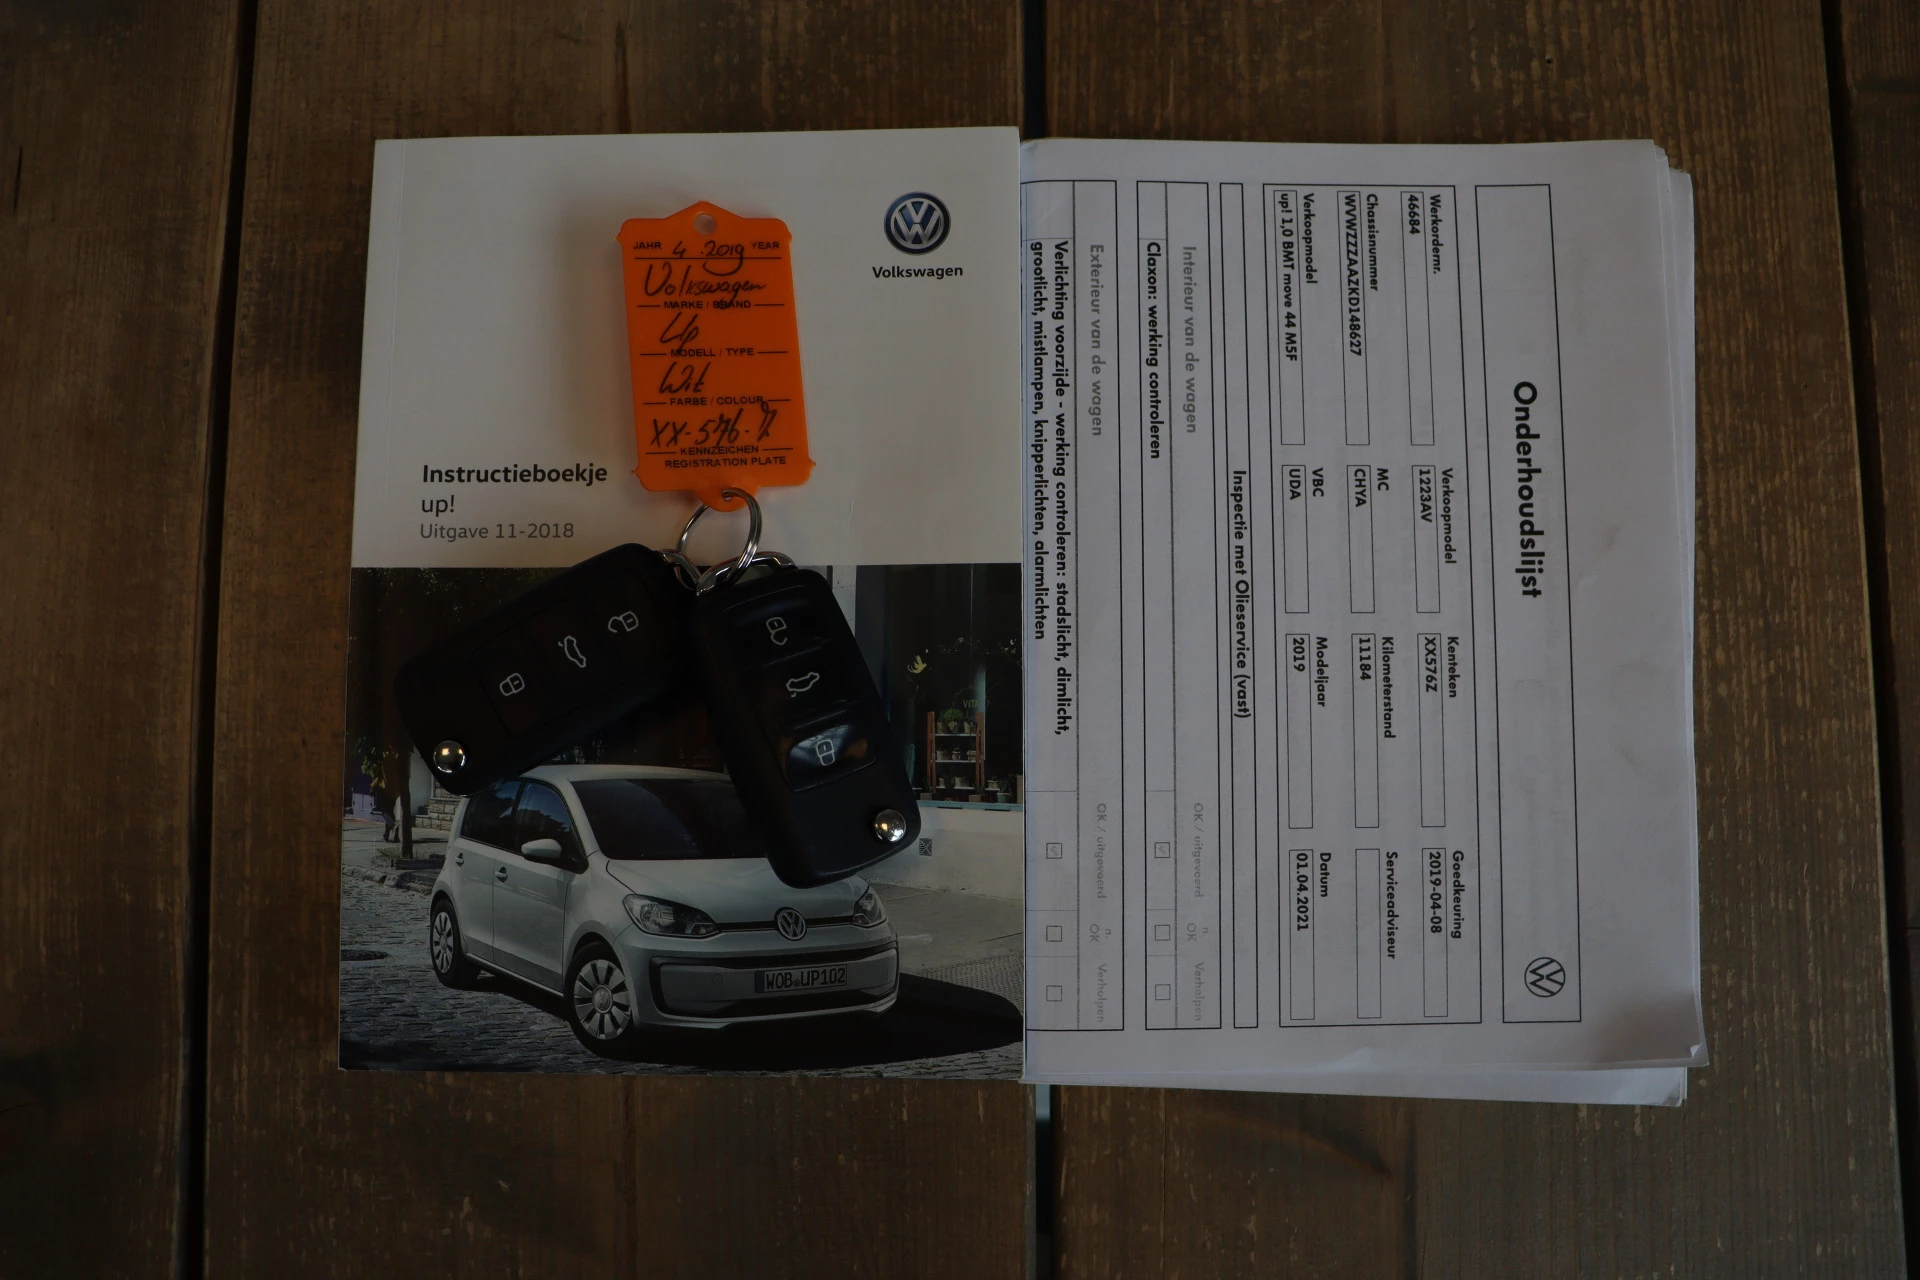 Volkswagen
JAHR 4.2019 YEAR
Volkswagen
MARKE / BRAND
Up
MODELL / TYPE
Wit
FARBE / COLOUR
XX-576-Z
KENNZEICHEN
REGISTRATION PLATE
Instructieboekje
up!
Uitgave 11-2018
VITA
WOB UP102
Onderhoudslijst
Werkordernr. Verkoopmodel Kenteken Goedkeuring
46684 1223AV XX576Z 2019-04-08
Chassisnummer MC Kilometerstand Serviceadviseur
WVWZZZAAZKD148627 CHYA 11184
Verkoopmodel VBC Modeljaar Datum
up! 1,0 BMT move 44 M5F UDA 2019 01.04.2021
Inspectie met Olieservice (vast)
Interieur van de wagen OK / uitgevoerd n. OK Verholpen
Claxon: werking controleren
Exterieur van de wagen OK / uitgevoerd n. OK Verholpen
Verlichting voorzijde - werking controleren: stadslicht, dimlicht,
grootlicht, mistlampen, knipperlichten, alarmlichten